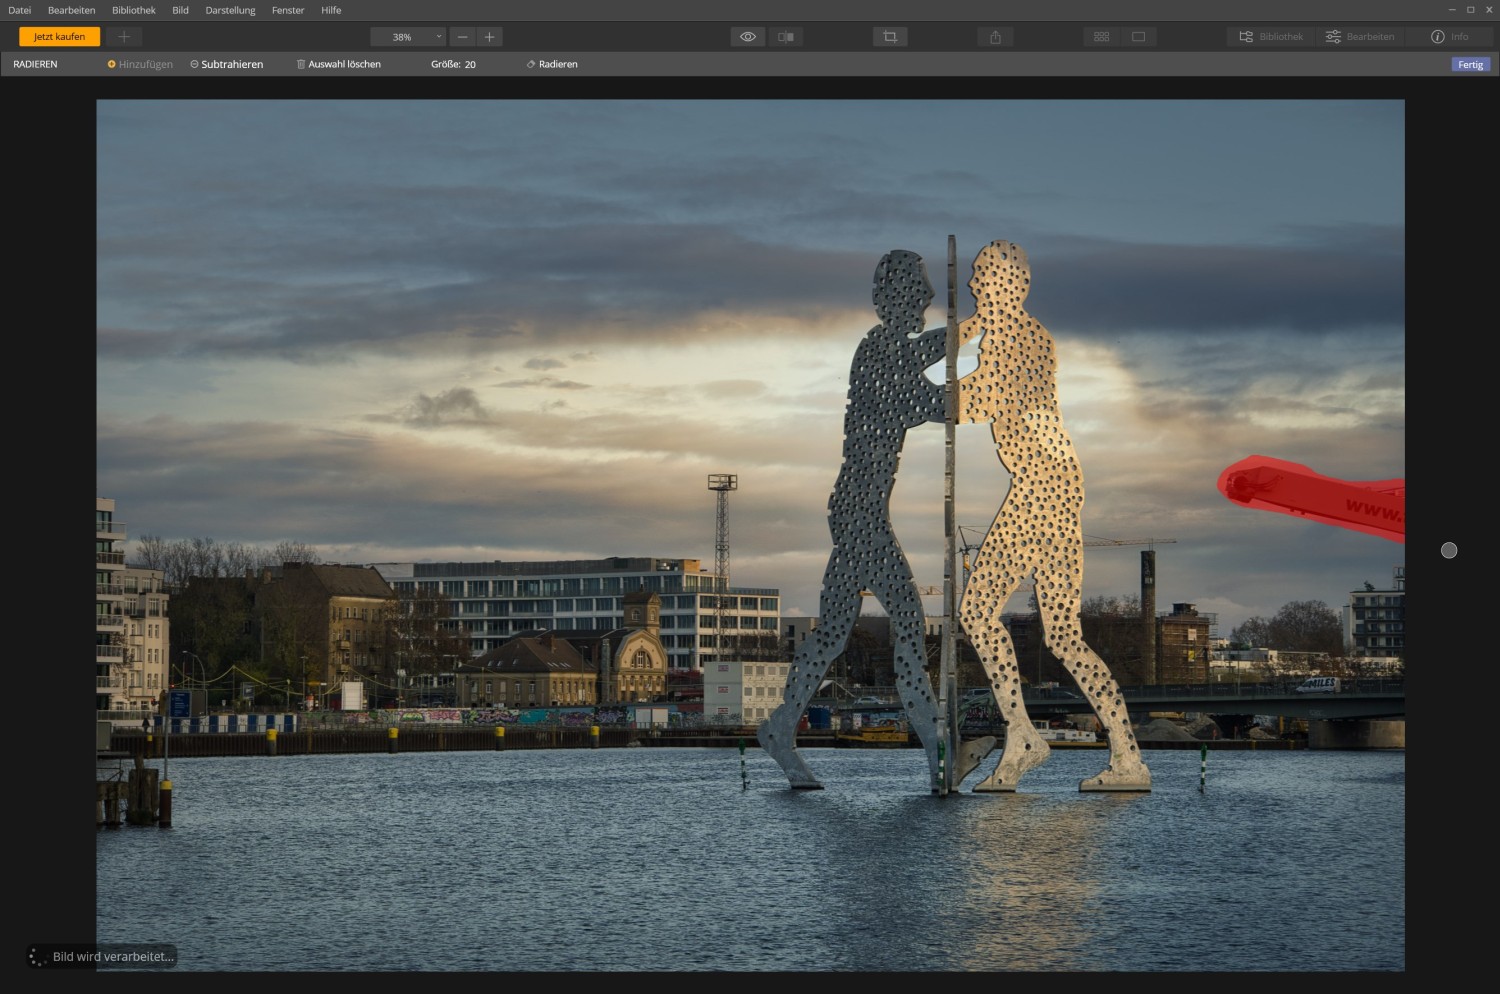 Datei Bearbeiten Bibliothek Bild Darstellung Fenster Hilfe
Jetzt kaufen 38% Bibliothek Bearbeiten Info
RADIEREN Hinzufügen Subtrahieren Auswahl löschen Größe: 20 Radieren Fertig
www.
MILES
Bild wird verarbeitet...